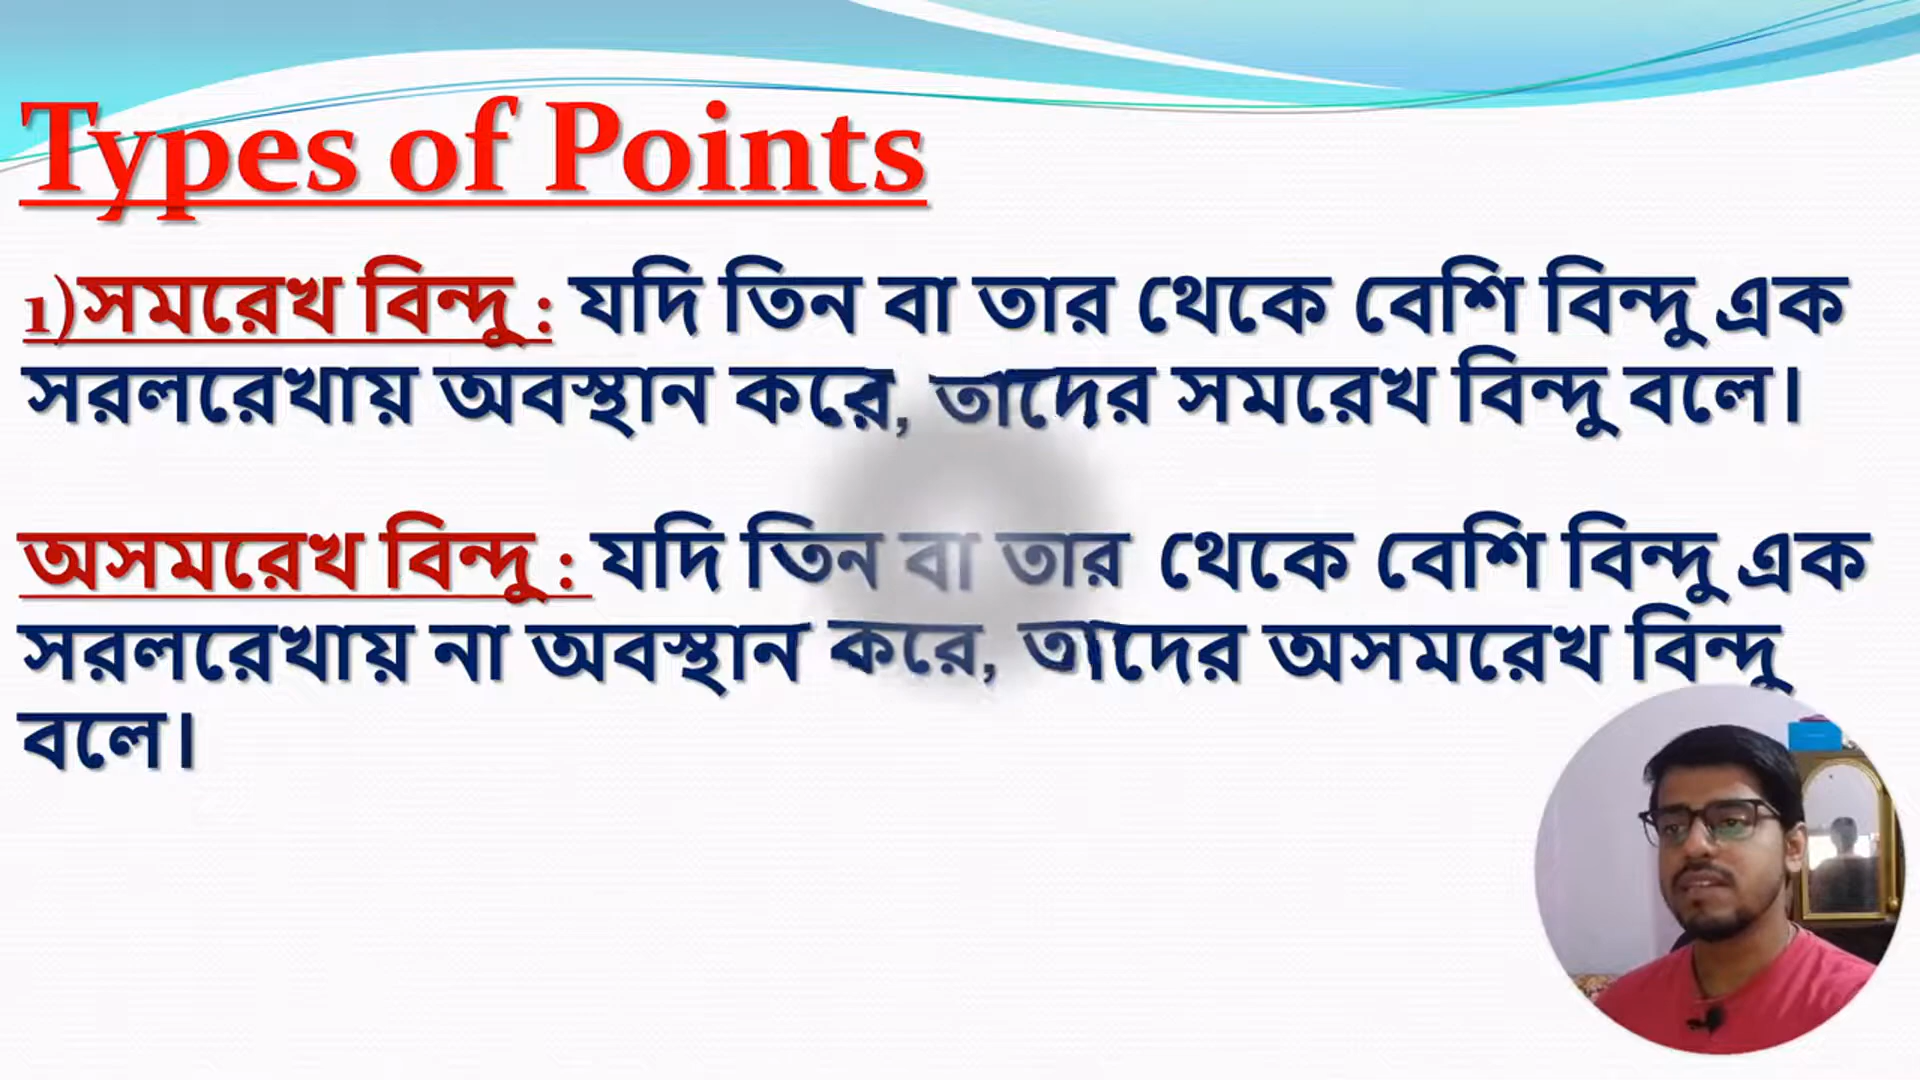 Types of Points
1)সমরেখ বিন্দু : যদি তিন বা তার থেকে বেশি বিন্দু এক
সরলরেখায় অবস্থান করে, তাদের সমরেখ বিন্দু বলে।
অসমরেখ বিন্দু : যদি তিন বা তার থেকে বেশি বিন্দু এক
সরলরেখায় না অবস্থান করে, তাদের অসমরেখ বিন্দু
বলে।